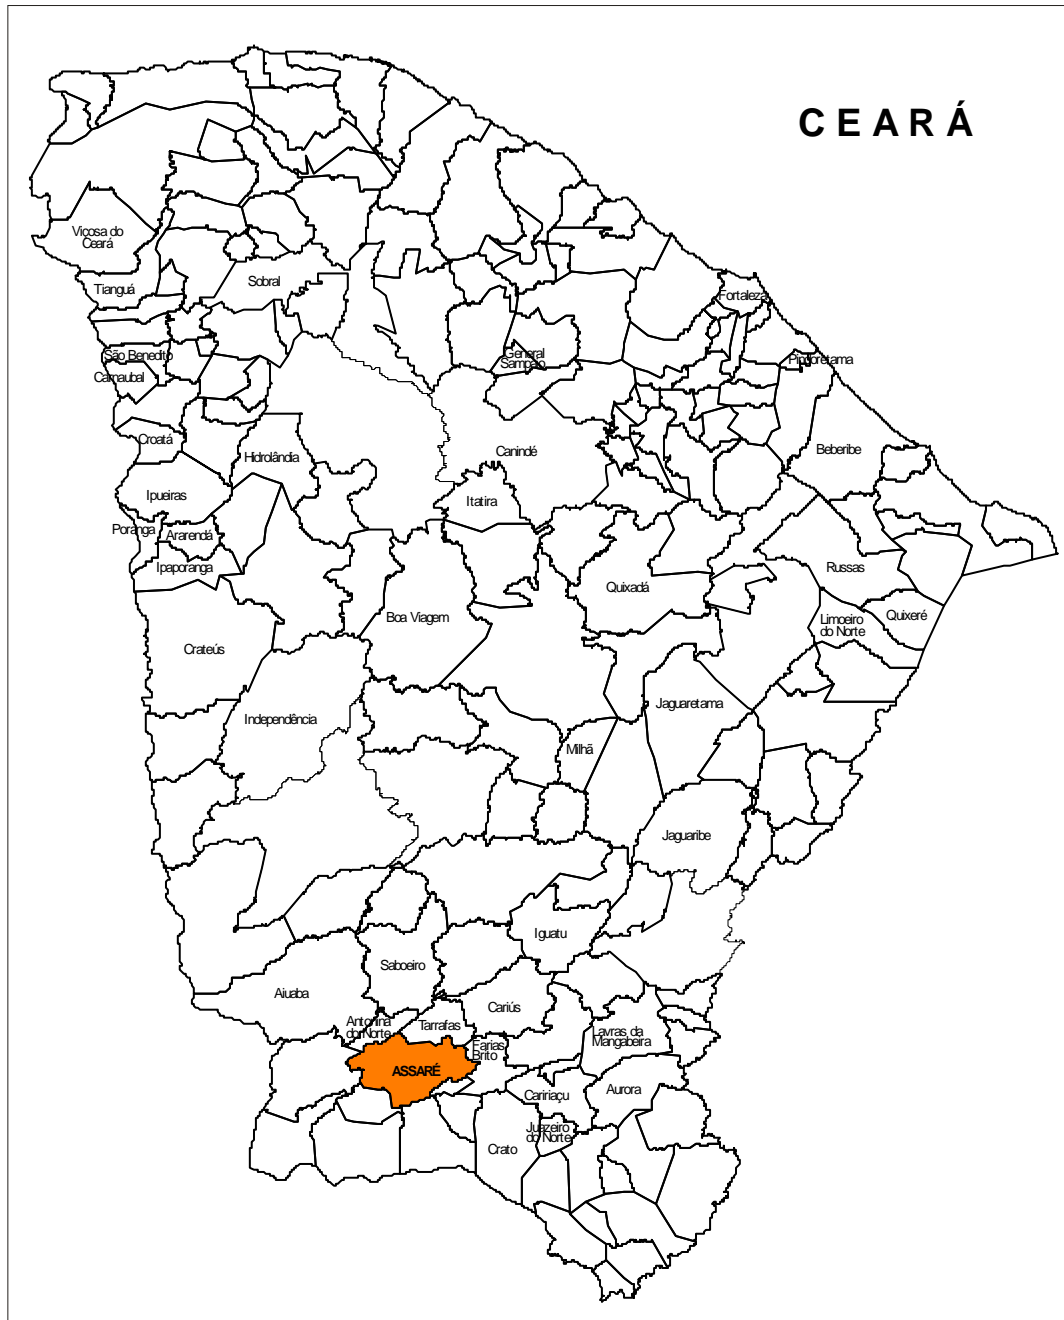 CEARÁ
Viçosa do
Ceará
Tianguá
Sobral
Fortaleza
São Benedito
General
Sampaio
Pindoretama
Carnaubal
Croatá
Hidrolândia
Canindé
Beberibe
Ipueiras
Itatira
Poranga
Ararendá
Ipaporanga
Russas
Quixadá
Boa Viagem
Limoeiro
do Norte
Quixeré
Crateús
Independência
Jaguaretama
Milhã
Jaguaribe
Iguatu
Saboeiro
Aiuaba
Cariús
Antonina
do Norte
Tarrafas
Lavras da
Mangabeira
Farias
Brito
ASSARÉ
Caririaçu
Aurora
Juazeiro
do Norte
Crato